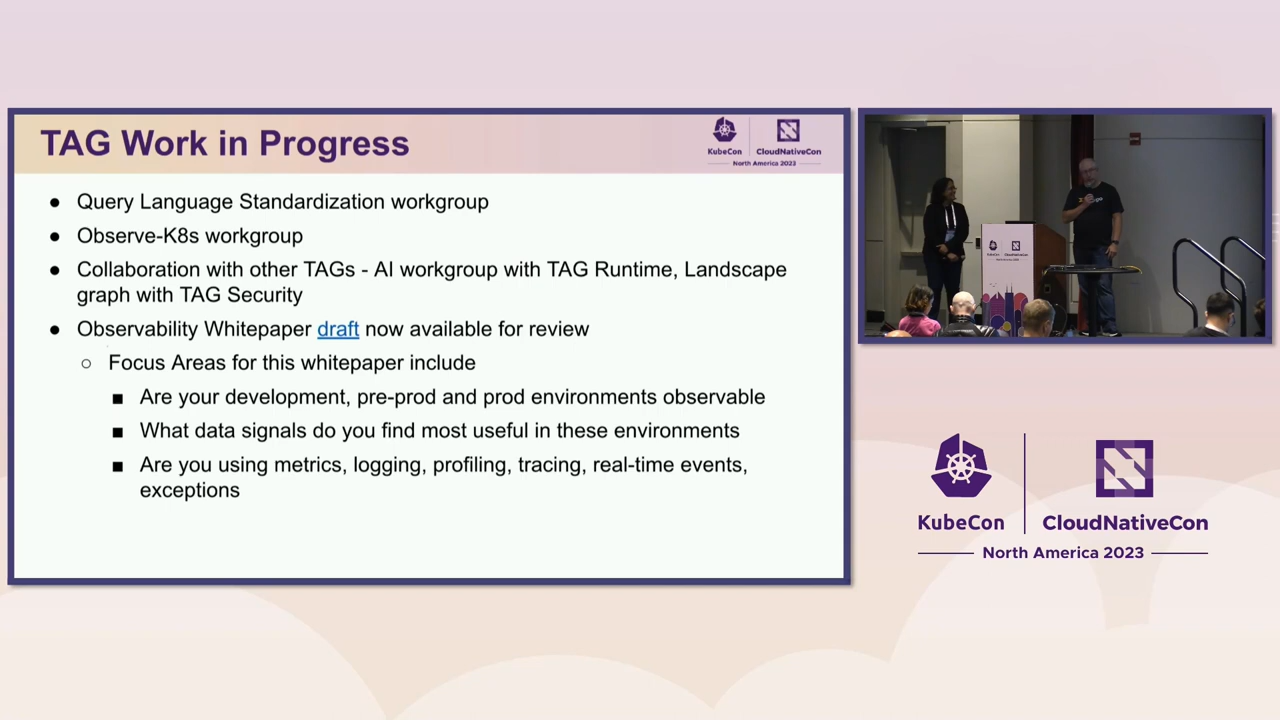 TAG Work in Progress
KubeCon
CloudNativeCon
North America 2023
Query Language Standardization workgroup
Observe-K8s workgroup
Collaboration with other TAGs - AI workgroup with TAG Runtime, Landscape
graph with TAG Security
Observability Whitepaper draft now available for review
Focus Areas for this whitepaper include
Are your development, pre-prod and prod environments observable
What data signals do you find most useful in these environments
Are you using metrics, logging, profiling, tracing, real-time events,
exceptions
KubeCon
CloudNativeCon
North America 2023